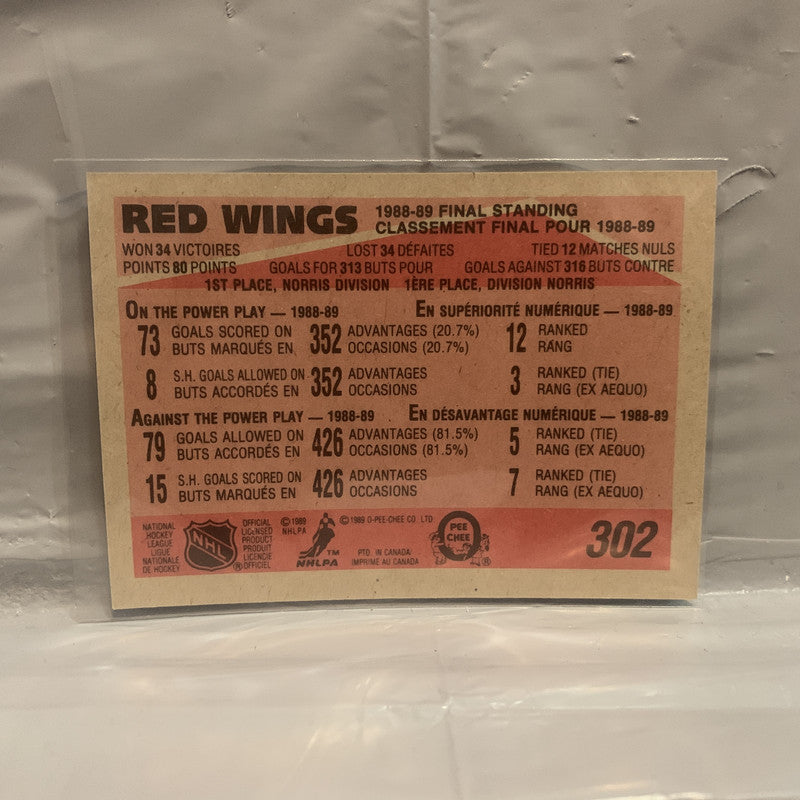 RED WINGS 1988-89 FINAL STANDING
CLASSEMENT FINAL POUR 1988-89
WON 34 VICTOIRES LOST 34 DÉFAITES TIED 12 MATCHES NULS
POINTS 80 POINTS GOALS FOR 313 BUTS POUR GOALS AGAINST 316 BUTS CONTRE
1ST PLACE, NORRIS DIVISION 1ÈRE PLACE, DIVISION NORRIS
ON THE POWER PLAY — 1988-89 EN SUPÉRIORITÉ NUMÉRIQUE — 1988-89
73 GOALS SCORED ON 352 ADVANTAGES (20.7%) 12 RANKED
BUTS MARQUÉS EN OCCASIONS (20.7%) RANG
8 S.H. GOALS ALLOWED ON 352 ADVANTAGES 3 RANKED (TIE)
BUTS ACCORDÉS EN OCCASIONS RANG (EX AEQUO)
AGAINST THE POWER PLAY — 1988-89 EN DÉSAVANTAGE NUMÉRIQUE — 1988-89
79 GOALS ALLOWED ON 426 ADVANTAGES (81.5%) 5 RANKED (TIE)
BUTS ACCORDÉS EN OCCASIONS (81.5%) RANG (EX AEQUO)
15 S.H. GOALS SCORED ON 426 ADVANTAGES 7 RANKED (TIE)
BUTS MARQUÉS EN OCCASIONS RANG (EX AEQUO)
NATIONAL
HOCKEY
LEAGUE
LIGUE
NATIONALE
DE HOCKEY
NHL
®
OFFICIAL
LICENSED
PRODUCT
PRODUIT
LICENCIE
OFFICIEL
© 1989
NHLPA
TM
NHLPA
© 1989 O-PEE-CHEE CO. LTD.
PTD. IN CANADA
IMPRIMÉ AU CANADA
O
PEE
CHEE
®
302